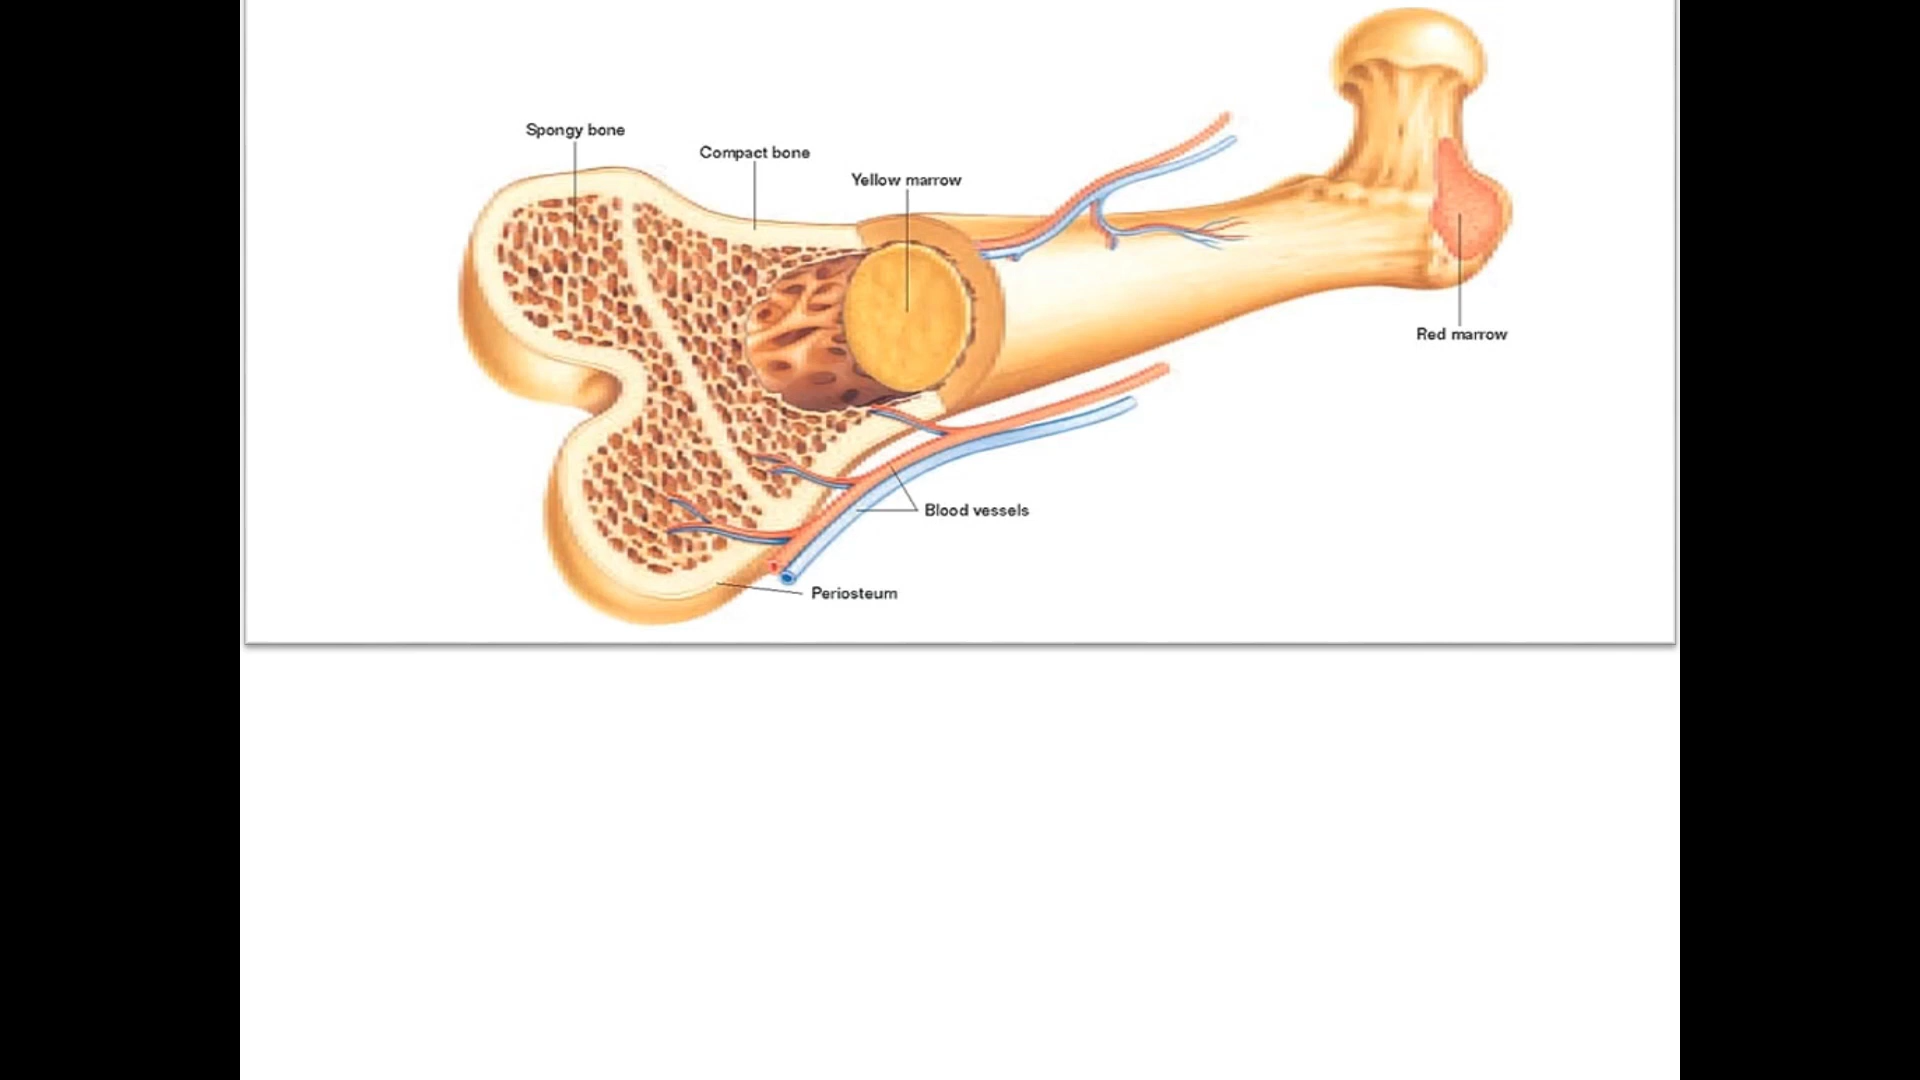 Spongy bone
Compact bone
Yellow marrow
Red marrow
Blood vessels
Periosteum